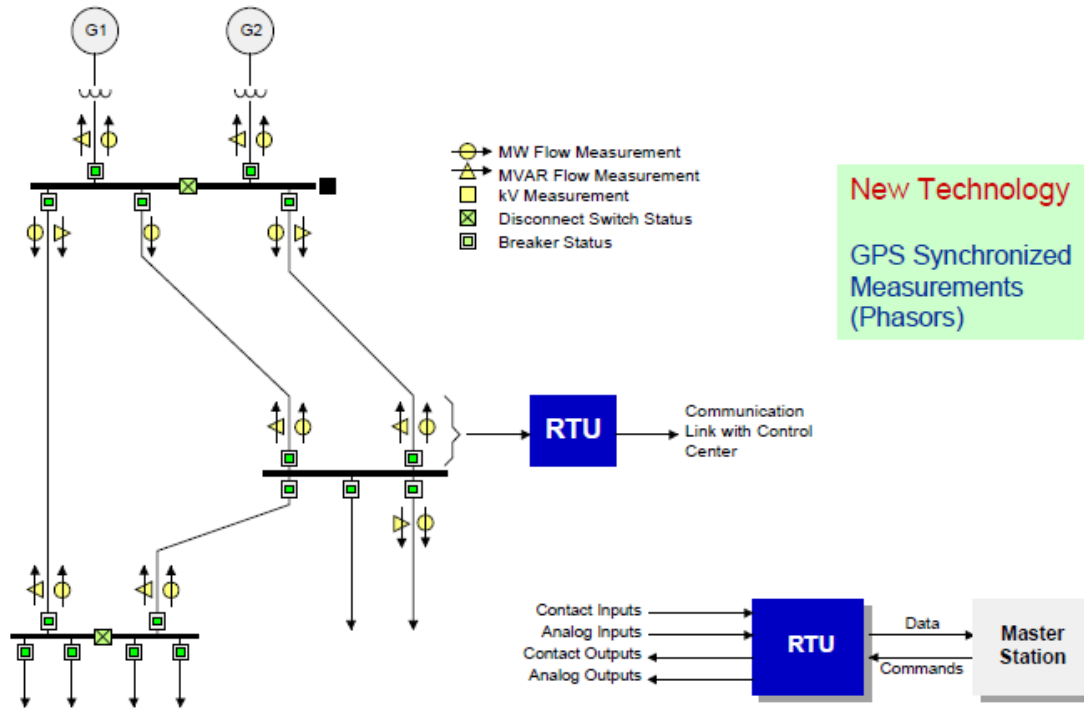 G1
G2
MW Flow Measurement
MVAR Flow Measurement
kV Measurement
Disconnect Switch Status
Breaker Status
New Technology
GPS Synchronized
Measurements
(Phasors)
RTU
Communication
Link with Control
Center
Contact Inputs
Analog Inputs
Contact Outputs
Analog Outputs
RTU
Data
Commands
Master
Station